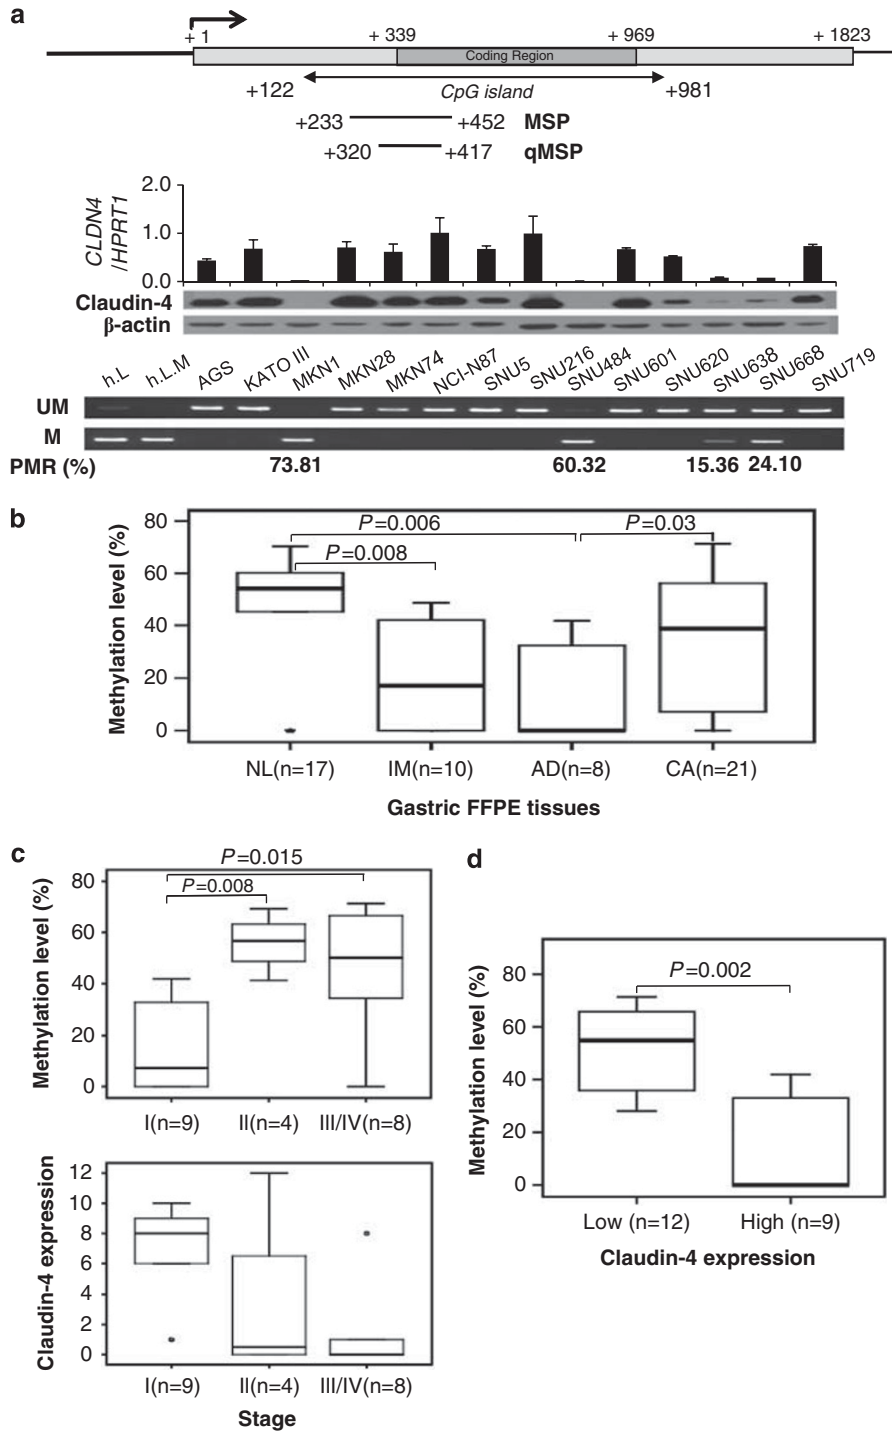 a
+ 1 + 339 + 969 + 1823
Coding Region
+122 CpG island +981
+233 +452 MSP
+320 +417 qMSP
CLDN4
/HPRT1
2.0
1.0
0.0
Claudin-4
β-actin
h.L h.L.M AGS KATO III MKN1 MKN28 MKN74 NCI-N87 SNU5 SNU216 SNU484 SNU601 SNU620 SNU638 SNU668 SNU719
UM
M
PMR (%) 73.81 60.32 15.36 24.10
b
Methylation level (%)
80
60
40
20
0
P=0.006 P=0.03
P=0.008
NL(n=17) IM(n=10) AD(n=8) CA(n=21)
Gastric FFPE tissues
c
Methylation level (%)
80
60
40
20
0
P=0.015
P=0.008
I(n=9) II(n=4) III/IV(n=8)
Claudin-4 expression
12
10
8
6
4
2
0
I(n=9) II(n=4) III/IV(n=8)
Stage
d
Methylation level (%)
80
60
40
20
0
P=0.002
Low (n=12) High (n=9)
Claudin-4 expression